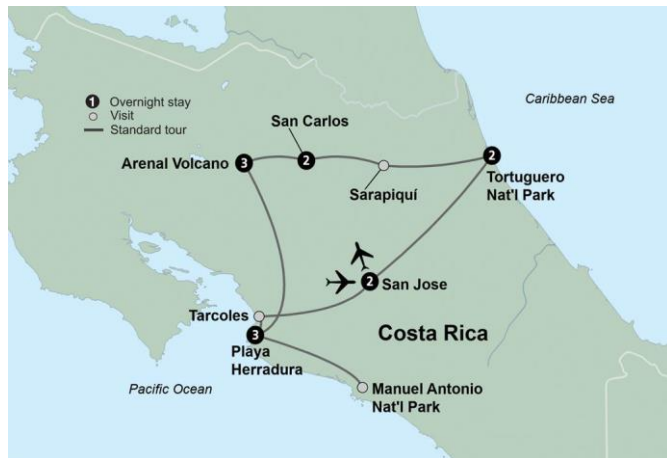 1 Overnight stay
Visit
Standard tour
Caribbean Sea
San Carlos
2
Arenal Volcano
3
Sarapiquí
2
Tortuguero
Nat'l Park
2
San Jose
Tarcoles
3
Playa
Herradura
Costa Rica
Pacific Ocean
Manuel Antonio
Nat'l Park